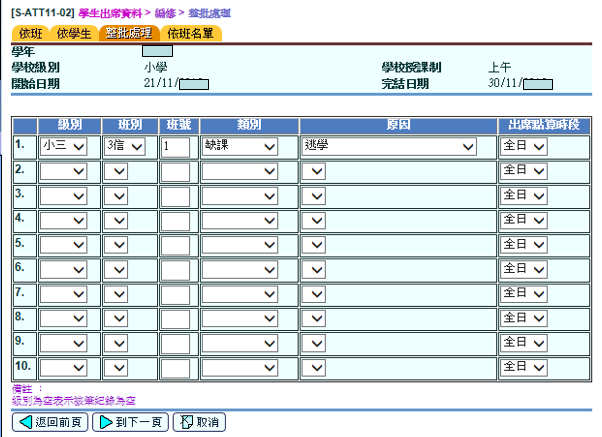 [S-ATT11-02] 學生出席資料 > 編修 > 整批處理
依班 依學生 整批處理 依班名單
學年
學校級別 小學 學校授課制 上午
開始日期 21/11/ 完結日期 30/11/
級別 班別 班號 類別 原因 出席點算時段
1. 小三 3信 1 缺課 逃學 全日
2. 全日
3. 全日
4. 全日
5. 全日
6. 全日
7. 全日
8. 全日
9. 全日
10. 全日
備註 :
級別為空表示該筆紀錄為空
返回前頁 到下一頁 取消